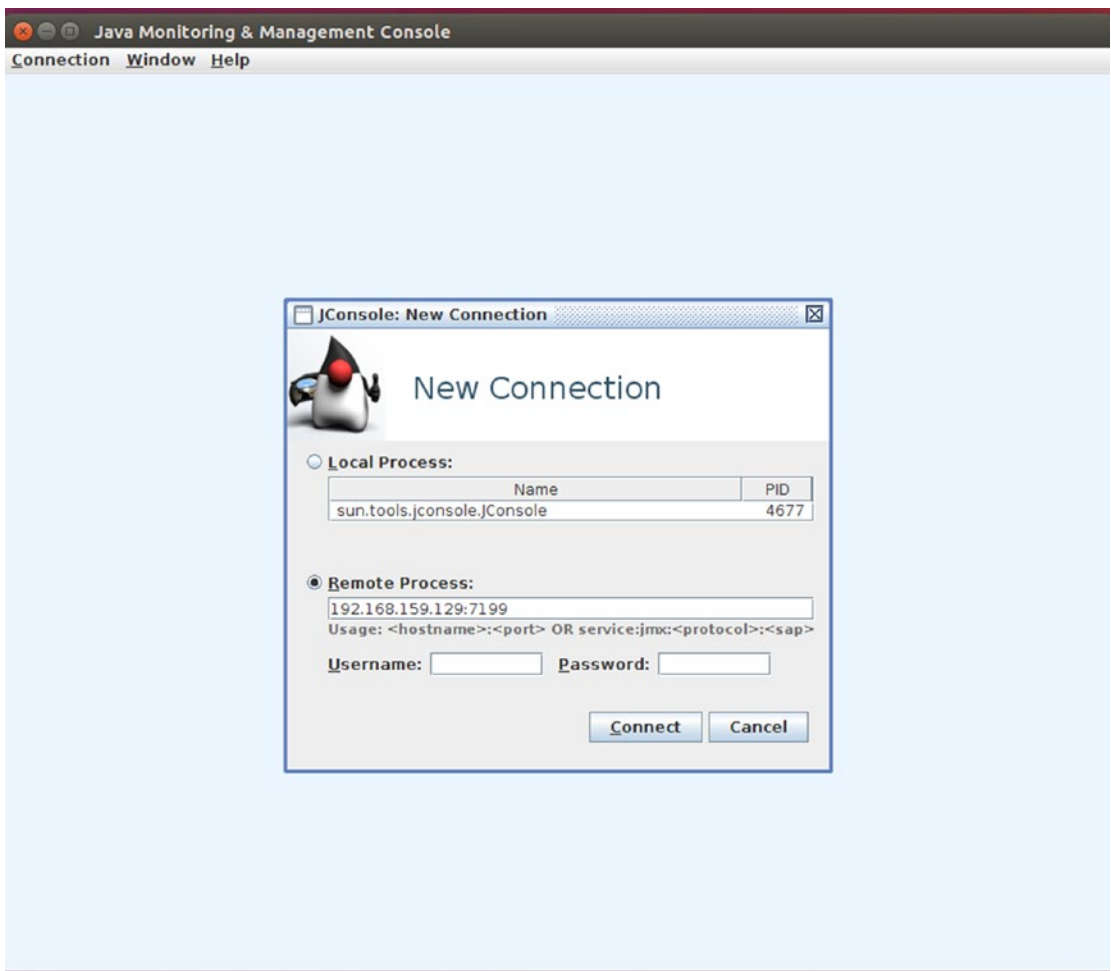 Java Monitoring & Management Console
Connection Window Help
JConsole: New Connection
New Connection
Local Process:
Name PID
sun.tools.jconsole.JConsole 4677
Remote Process:
192.168.159.129:7199
Usage: <hostname>:<port> OR service:jmx:<protocol>:<sap>
Username: Password:
Connect Cancel